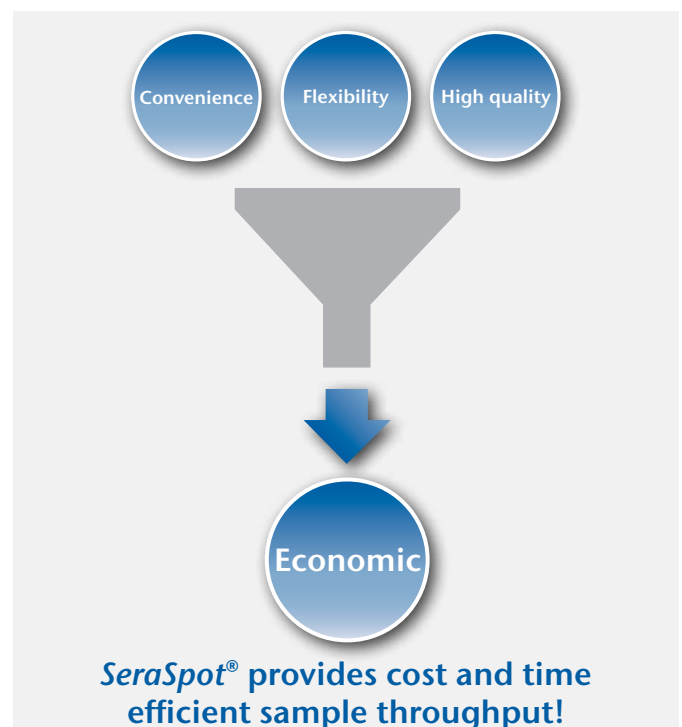 Convenience
Flexibility
High quality
Economic
SeraSpot® provides cost and time
efficient sample throughput!